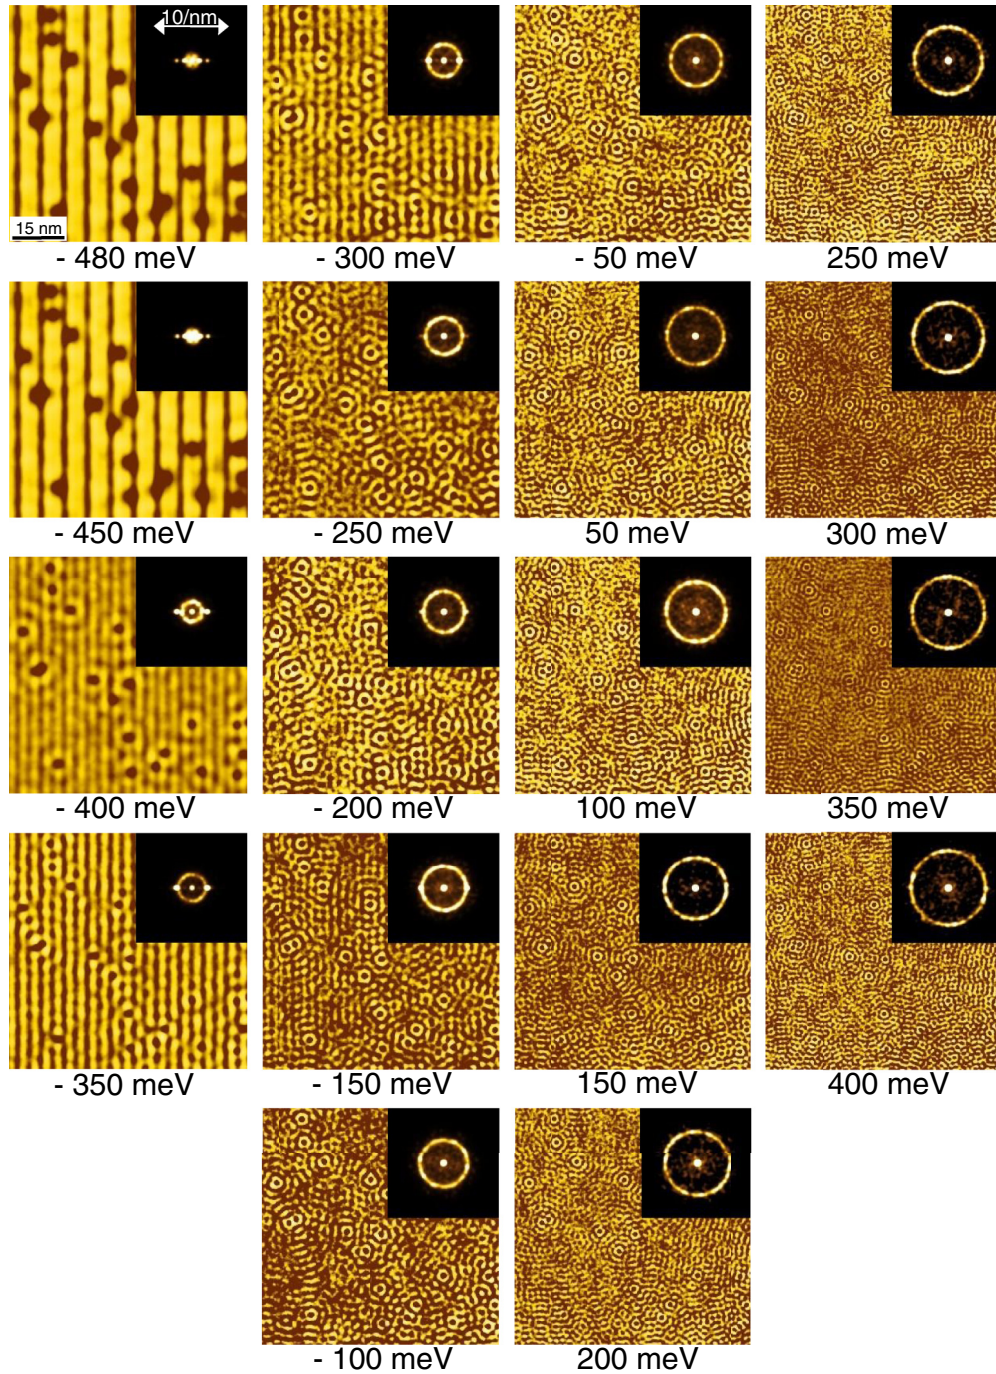 10/nm
15 nm
- 480 meV
- 300 meV
- 50 meV
250 meV
- 450 meV
- 250 meV
50 meV
300 meV
- 400 meV
- 200 meV
100 meV
350 meV
- 350 meV
- 150 meV
150 meV
400 meV
- 100 meV
200 meV